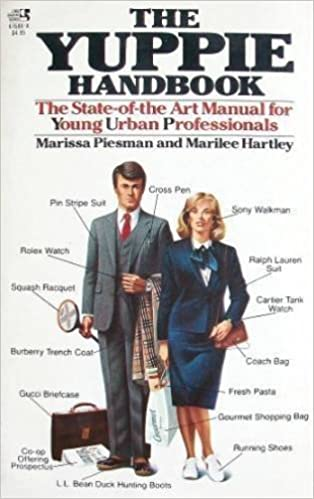 THE
YUPPIE
HANDBOOK
The State-of-the Art Manual for
Young Urban Professionals
Marissa Piesman and Marilee Hartley
Cross Pen
Pin Stripe Suit
Sony Walkman
Rolex Watch
Ralph Lauren
Suit
Squash Racquet
Cartier Tank
Watch
Burberry Trench Coat
Coach Bag
Gucci Briefcase
Fresh Pasta
Gourmet Shopping Bag
Co-op
Offering
Prospectus
Running Shoes
L.L. Bean Duck Hunting Boots